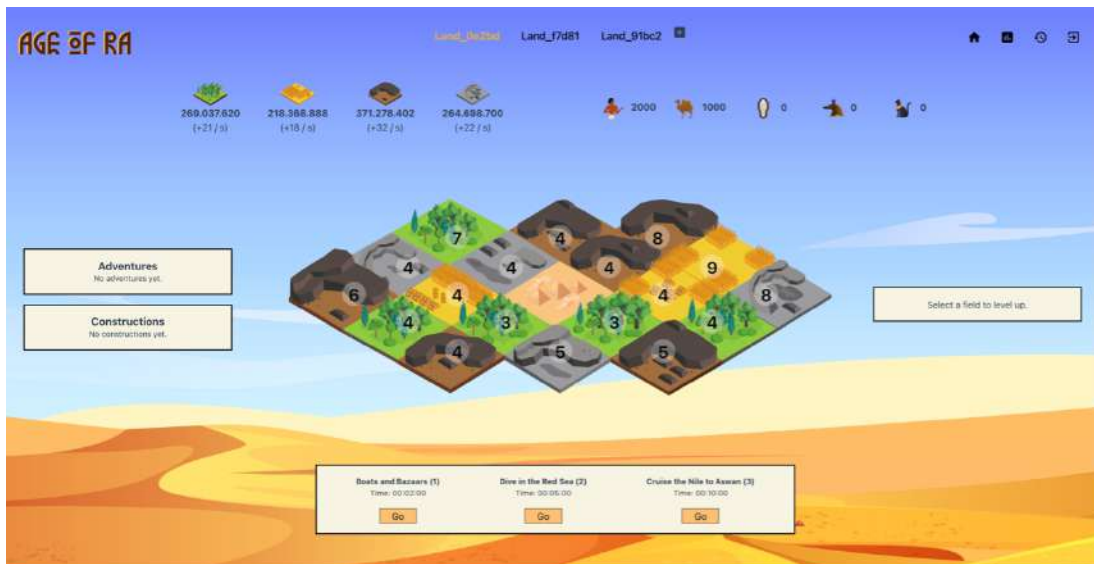 AGE OF RA
Land_0e2bd Land_f7d81 Land_91bc2
269.037.620 218.388.888 371.278.402 264.698.700
(+21 / s) (+18 / s) (+32 / s) (+22 / s)
2000 1000 0 0 0
7 4 8
4 4 4 9
6 4 4 8
4 3 3 4
4 5 5
Adventures
No adventures yet.
Constructions
No constructions yet.
Select a field to level up.
Boats and Bazaars (1) Dive in the Red Sea (2) Cruise the Nile to Aswan (3)
Time: 00:02:00 Time: 00:05:00 Time: 00:10:00
Go Go Go